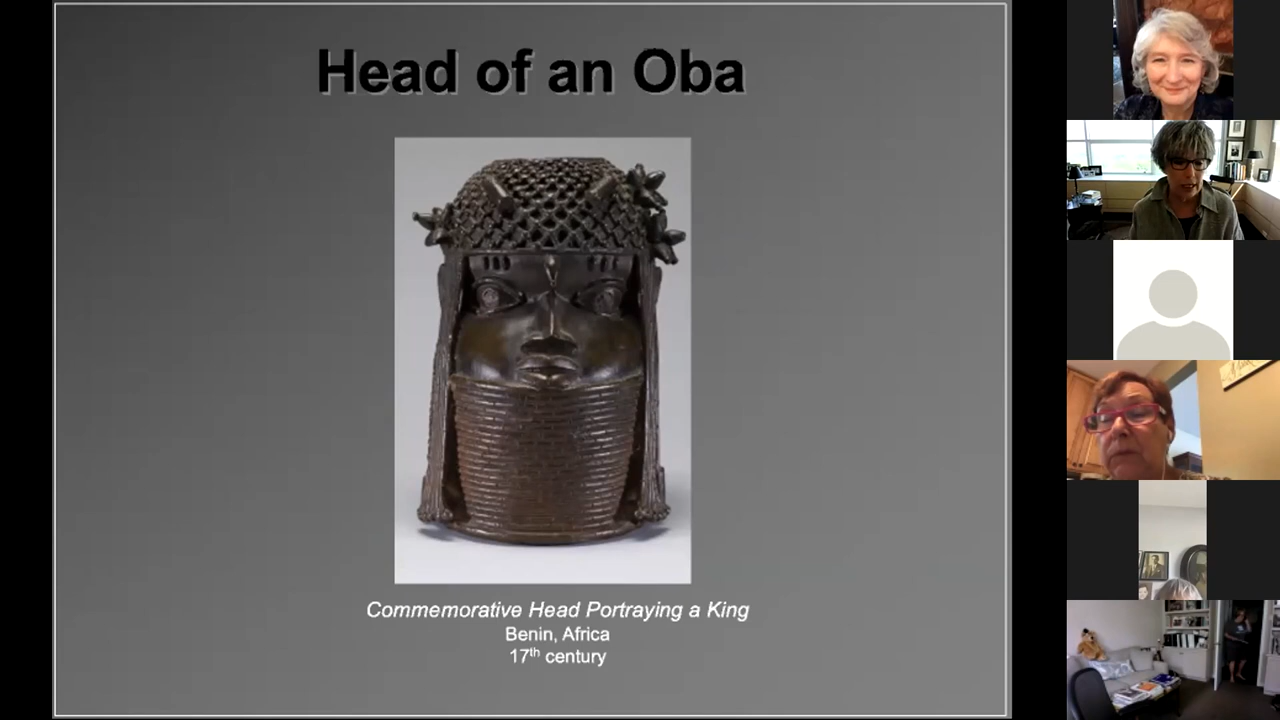 Head of an Oba
Commemorative Head Portraying a King
Benin, Africa
17th century